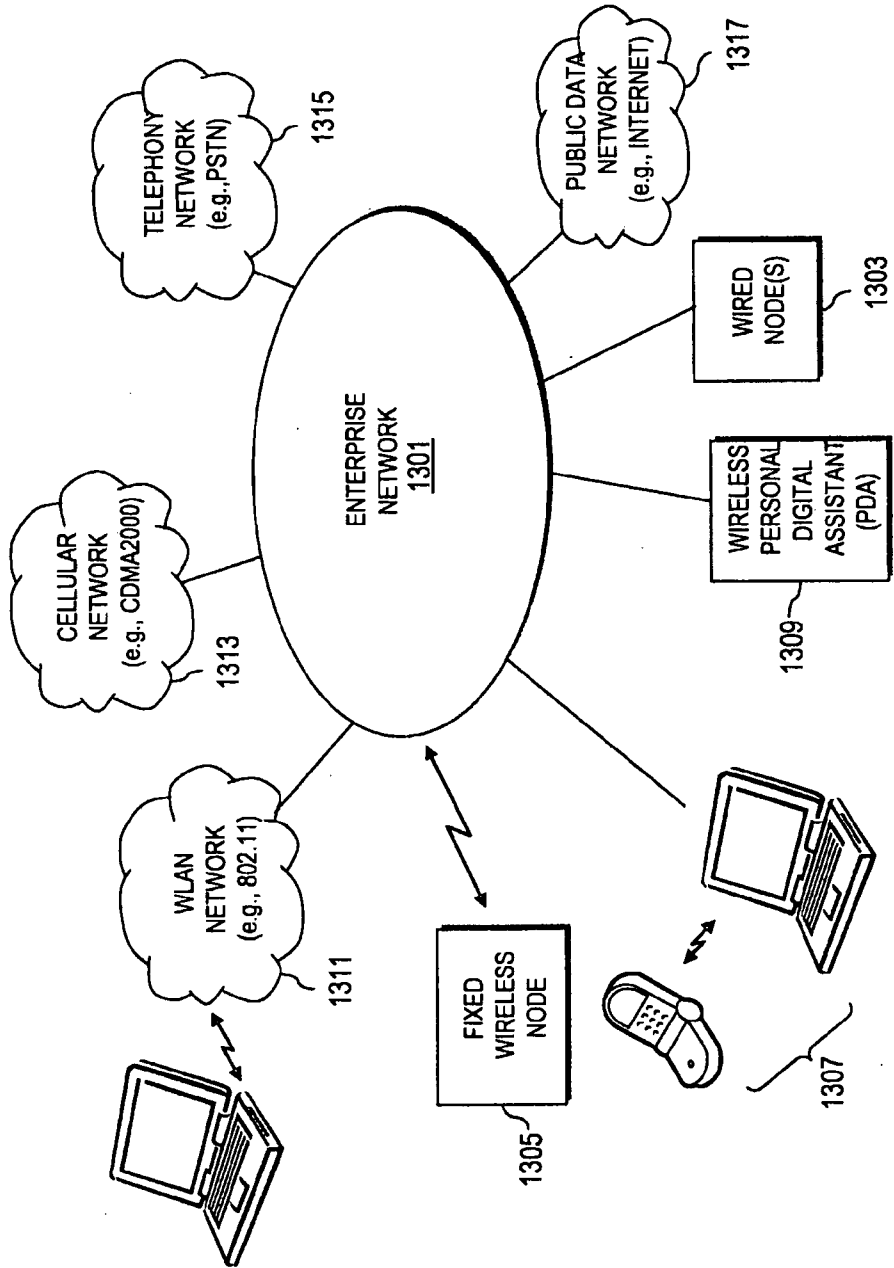 WLAN
NETWORK
(e.g., 802.11)
1311
CELLULAR
NETWORK
(e.g., CDMA2000)
1313
TELEPHONY
NETWORK
(e.g.,PSTN)
1315
ENTERPRISE
NETWORK
1301
FIXED
WIRELESS
NODE
1305
1307
WIRELESS
PERSONAL
DIGITAL
ASSISTANT
(PDA)
1309
WIRED
NODE(S)
1303
PUBLIC DATA
NETWORK
(e.g., INTERNET)
1317